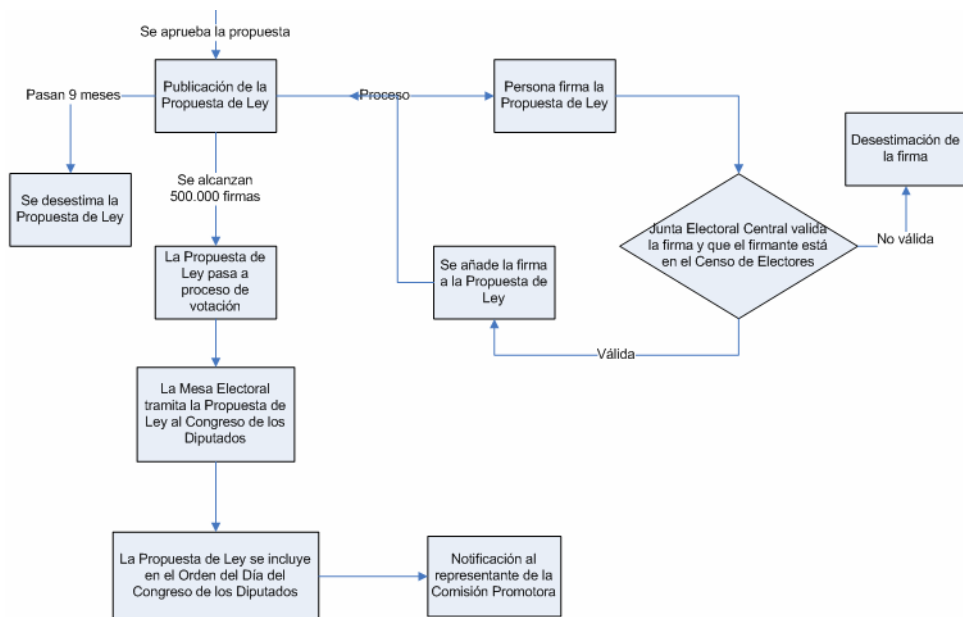 Se aprueba la propuesta
Publicación de la
Propuesta de Ley
Pasan 9 meses
Proceso
Persona firma la
Propuesta de Ley
Desestimación de
la firma
Se desestima la
Propuesta de Ley
Se alcanzan
500.000 firmas
Junta Electoral Central valida
la firma y que el firmante está
en el Censo de Electores
No válida
La Propuesta de
Ley pasa a
proceso de
votación
Se añade la firma
a la Propuesta de
Ley
Válida
La Mesa Electoral
tramita la Propuesta de
Ley al Congreso de los
Diputados
La Propuesta de Ley se incluye
en el Orden del Día del
Congreso de los Diputados
Notificación al
representante de la
Comisión Promotora